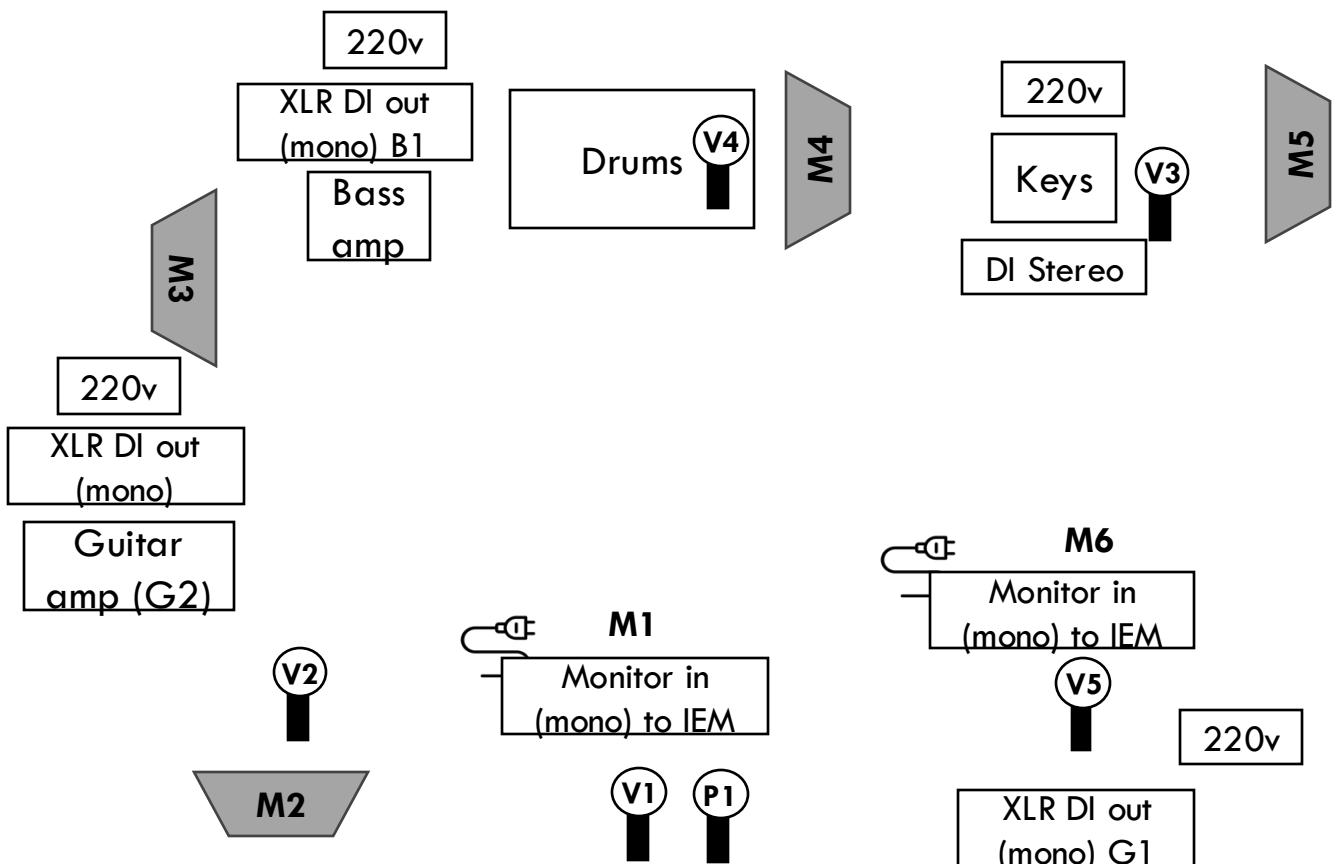 220v
XLR DI out
(mono) B1
Bass
amp
Drums
V4
M4
220v
Keys
V3
DI Stereo
M5
M3
220v
XLR DI out
(mono)
Guitar
amp (G2)
V2
M2
M1
Monitor in
(mono) to IEM
V1
P1
M6
Monitor in
(mono) to IEM
V5
220v
XLR DI out
(mono) G1